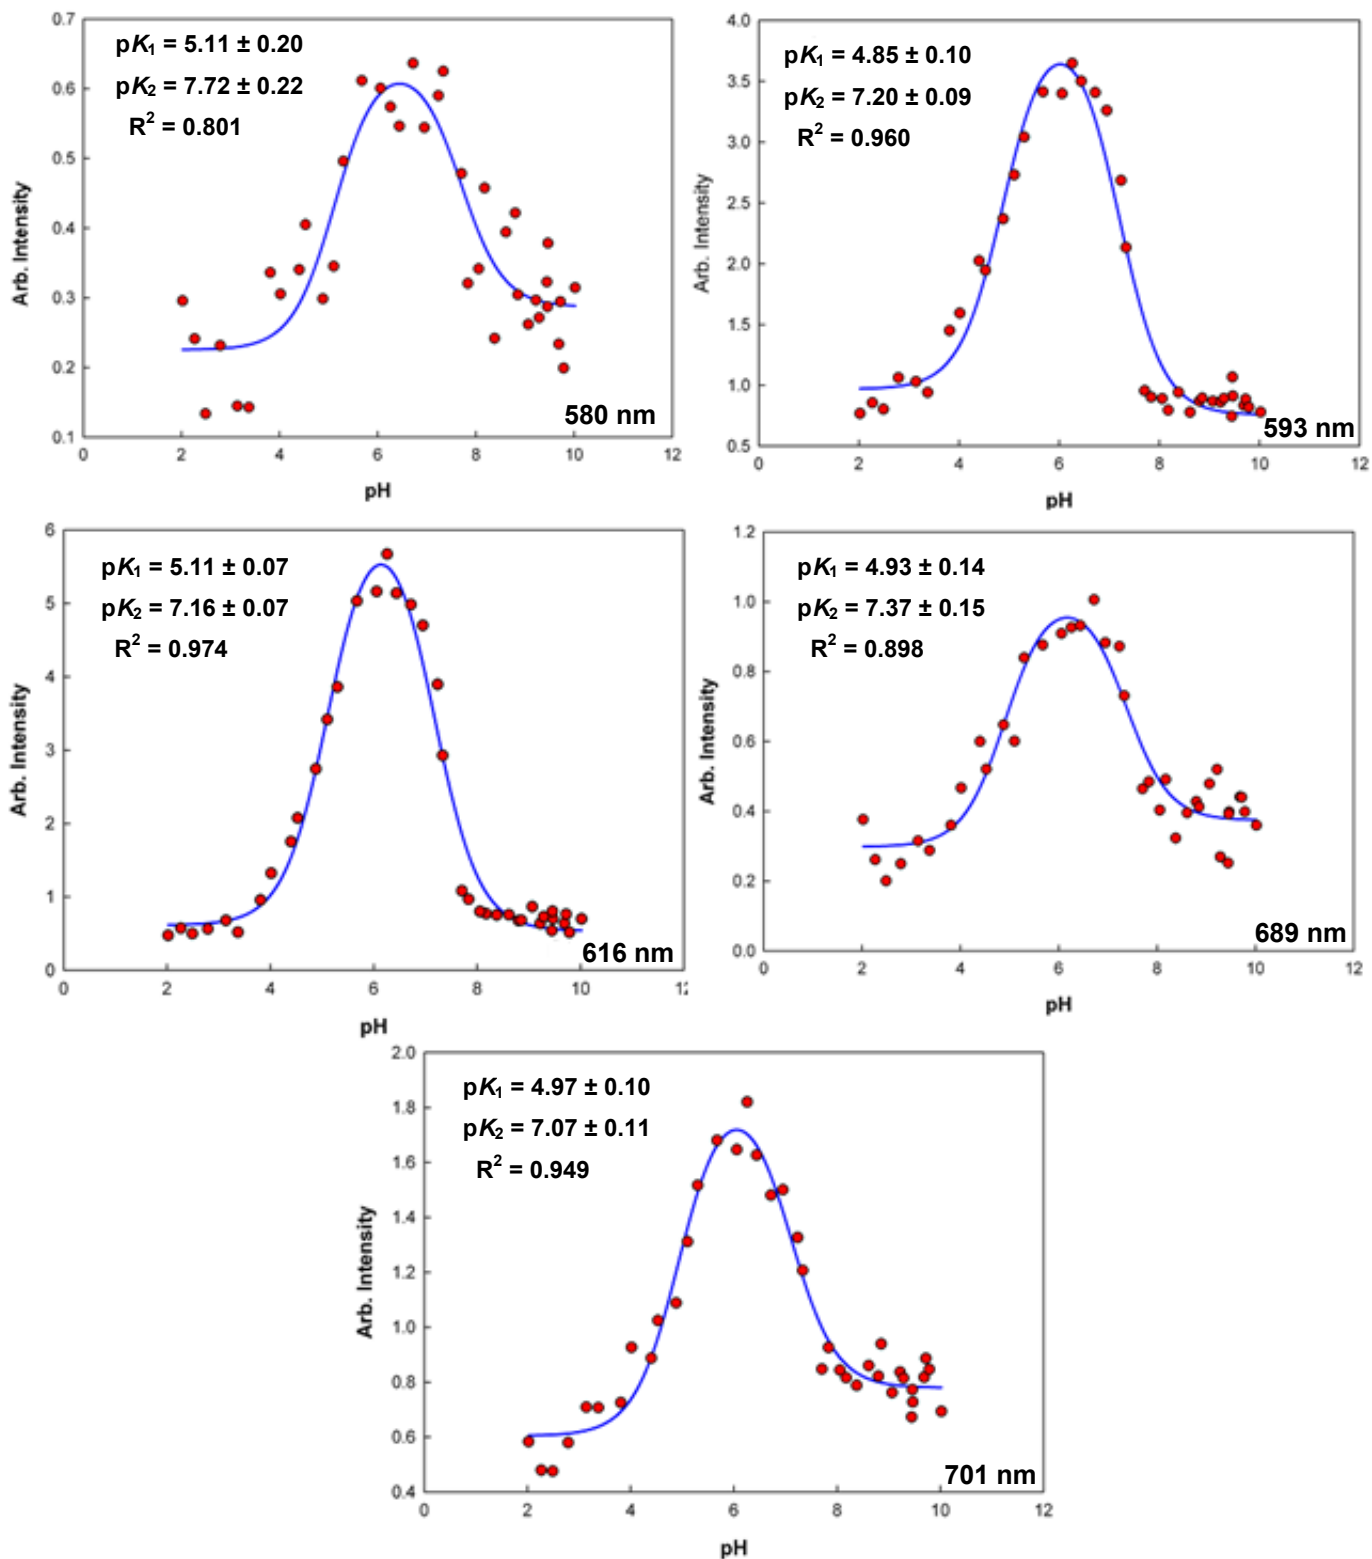 pK₁ = 5.11 ± 0.20
pK₂ = 7.72 ± 0.22
R² = 0.801
0.7
0.6
0.5
0.4
0.3
0.2
0.1
Arb. Intensity
0 2 4 6 8 10 12
pH
580 nm
pK₁ = 4.85 ± 0.10
pK₂ = 7.20 ± 0.09
R² = 0.960
4.0
3.5
3.0
2.5
2.0
1.5
1.0
0.5
Arb. Intensity
0 2 4 6 8 10 12
pH
593 nm
pK₁ = 5.11 ± 0.07
pK₂ = 7.16 ± 0.07
R² = 0.974
6
5
4
3
2
1
0
Arb. Intensity
0 2 4 6 8 10
pH
616 nm
pK₁ = 4.93 ± 0.14
pK₂ = 7.37 ± 0.15
R² = 0.898
1.2
1.0
0.8
0.6
0.4
0.2
0.0
Arb. Intensity
0 2 4 6 8 10 12
pH
689 nm
pK₁ = 4.97 ± 0.10
pK₂ = 7.07 ± 0.11
R² = 0.949
2.0
1.8
1.6
1.4
1.2
1.0
0.8
0.6
0.4
Arb. Intensity
0 2 4 6 8 10 12
pH
701 nm